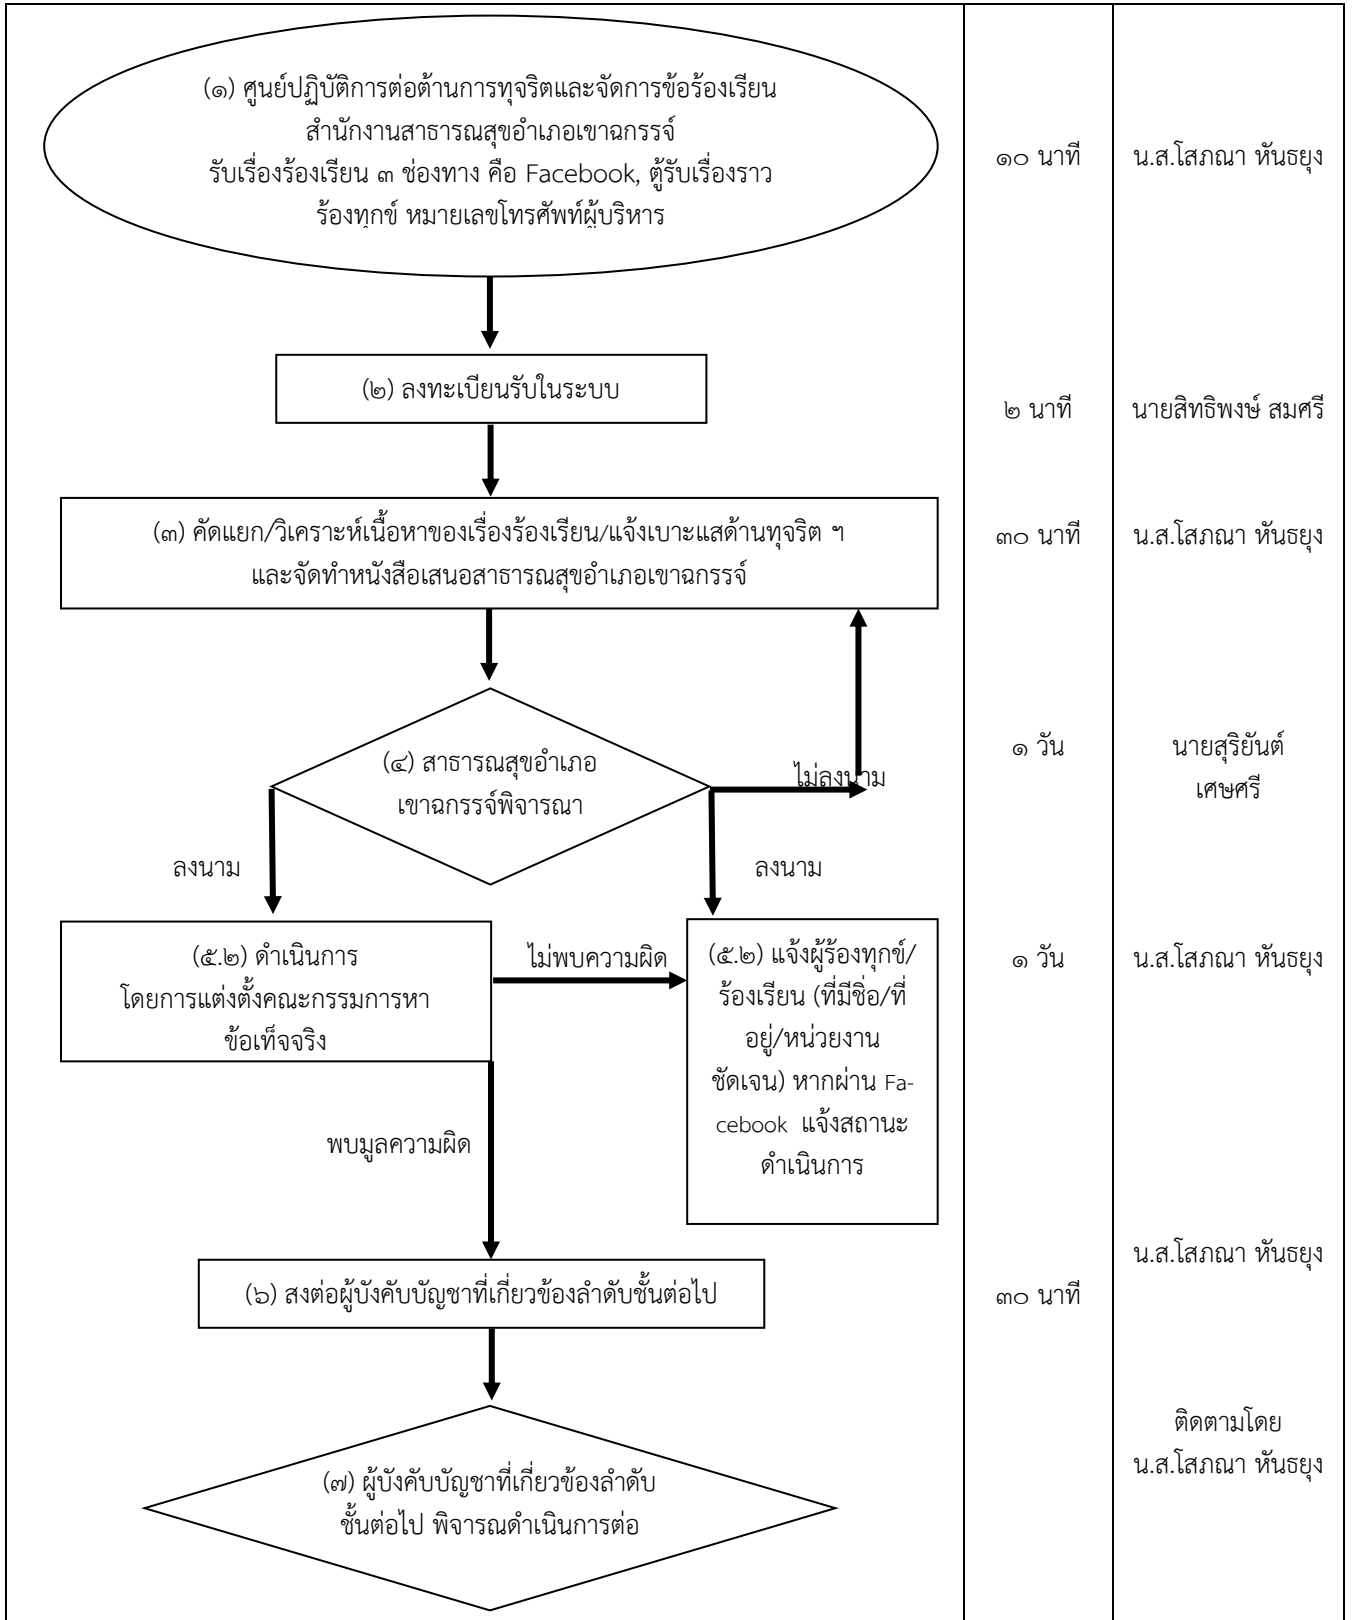 (๑) ศูนย์ปฏิบัติการต่อต้านการทุจริตและจัดการข้อร้องเรียน
สำนักงานสาธารณสุขอำเภอเขาฉกรรจ์
รับเรื่องร้องเรียน ๓ ช่องทาง คือ Facebook, ตู้รับเรื่องราว
ร้องทุกข์ หมายเลขโทรศัพท์ผู้บริหาร
๑๐ นาที
น.ส.โสภณา หันธยุง
(๒) ลงทะเบียนรับในระบบ
๒ นาที
นายสิทธิพงษ์ สมศรี
(๓) คัดแยก/วิเคราะห์เนื้อหาของเรื่องร้องเรียน/แจ้งเบาะแสด้านทุจริต ฯ
และจัดทำหนังสือเสนอสาธารณสุขอำเภอเขาฉกรรจ์
๓๐ นาที
น.ส.โสภณา หันธยุง
(๔) สาธารณสุขอำเภอ
เขาฉกรรจ์พิจารณา
ไม่ลงนาม
๑ วัน
นายสุริยันต์
เศษศรี
ลงนาม
ลงนาม
(๕.๒) ดำเนินการ
โดยการแต่งตั้งคณะกรรมการหา
ข้อเท็จจริง
ไม่พบความผิด
(๕.๒) แจ้งผู้ร้องทุกข์/
ร้องเรียน (ที่มีชิ่อ/ที่
อยู่/หน่วยงาน
ชัดเจน) หากผ่าน Fa-
cebook แจ้งสถานะ
ดำเนินการ
๑ วัน
น.ส.โสภณา หันธยุง
พบมูลความผิด
(๖) สงต่อผู้บังคับบัญชาที่เกี่ยวข้องลำดับชั้นต่อไป
๓๐ นาที
น.ส.โสภณา หันธยุง
(๗) ผู้บังคับบัญชาที่เกี่ยวข้องลำดับ
ชั้นต่อไป พิจารณดำเนินการต่อ
ติดตามโดย
น.ส.โสภณา หันธยุง